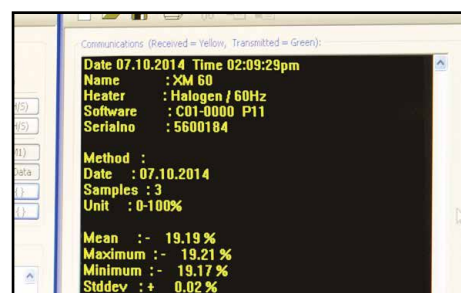 Communications (Received = Yellow, Transmitted = Green):
Date 07.10.2014 Time 02:09:29pm
Name : XM 60
Heater : Halogen / 60Hz
Software : C01-0000 P11
Serialno : 5600184
Method :
Date : 07.10.2014
Samples : 3
Unit : 0-100%
Mean :- 19.19 %
Maximum :- 19.21 %
Minimum :- 19.17 %
Stddev :+ 0.02 %
Data